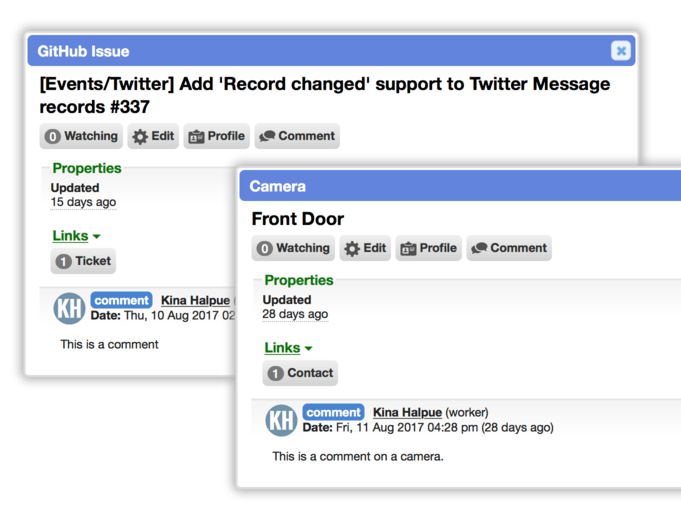 GitHub Issue
[Events/Twitter] Add 'Record changed' support to Twitter Message
records #337
0 Watching Edit Profile Comment
Properties
Updated
15 days ago
Links
1 Ticket
KH comment Kina Halpue
Date: Thu, 10 Aug 2017 02
This is a comment
Camera
Front Door
0 Watching Edit Profile Comment
Properties
Updated
28 days ago
Links
1 Contact
KH comment Kina Halpue (worker)
Date: Fri, 11 Aug 2017 04:28 pm (28 days ago)
This is a comment on a camera.